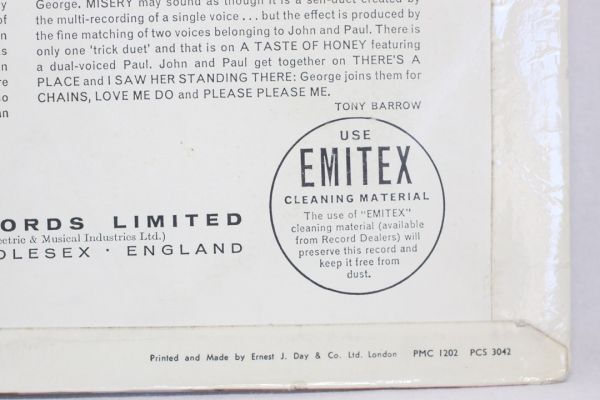 George. MISERY may sound as though it is a self-duet created by
the multi-recording of a single voice . . . but the effect is produced by
the fine matching of two voices belonging to John and Paul. There is
only one 'trick duet' and that is on A TASTE OF HONEY featuring
a dual-voiced Paul. John and Paul get together on THERE'S A
PLACE and I SAW HER STANDING THERE: George joins them for
CHAINS, LOVE ME DO and PLEASE PLEASE ME.
TONY BARROW
USE
EMITEX
CLEANING MATERIAL
The use of "EMITEX"
cleaning material (available
from Record Dealers) will
preserve this record and
keep it free from
dust.
ORDS LIMITED
ectric & Musical Industries Ltd.)
DLESEX · ENGLAND
Printed and Made by Ernest J. Day & Co. Ltd. London PMC 1202 PCS 3042